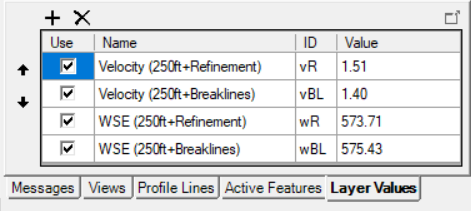 Use Name ID Value
Velocity (250ft+Refinement) vR 1.51
Velocity (250ft+Breaklines) vBL 1.40
WSE (250ft+Refinement) wR 573.71
WSE (250ft+Breaklines) wBL 575.43
Messages Views Profile Lines Active Features Layer Values